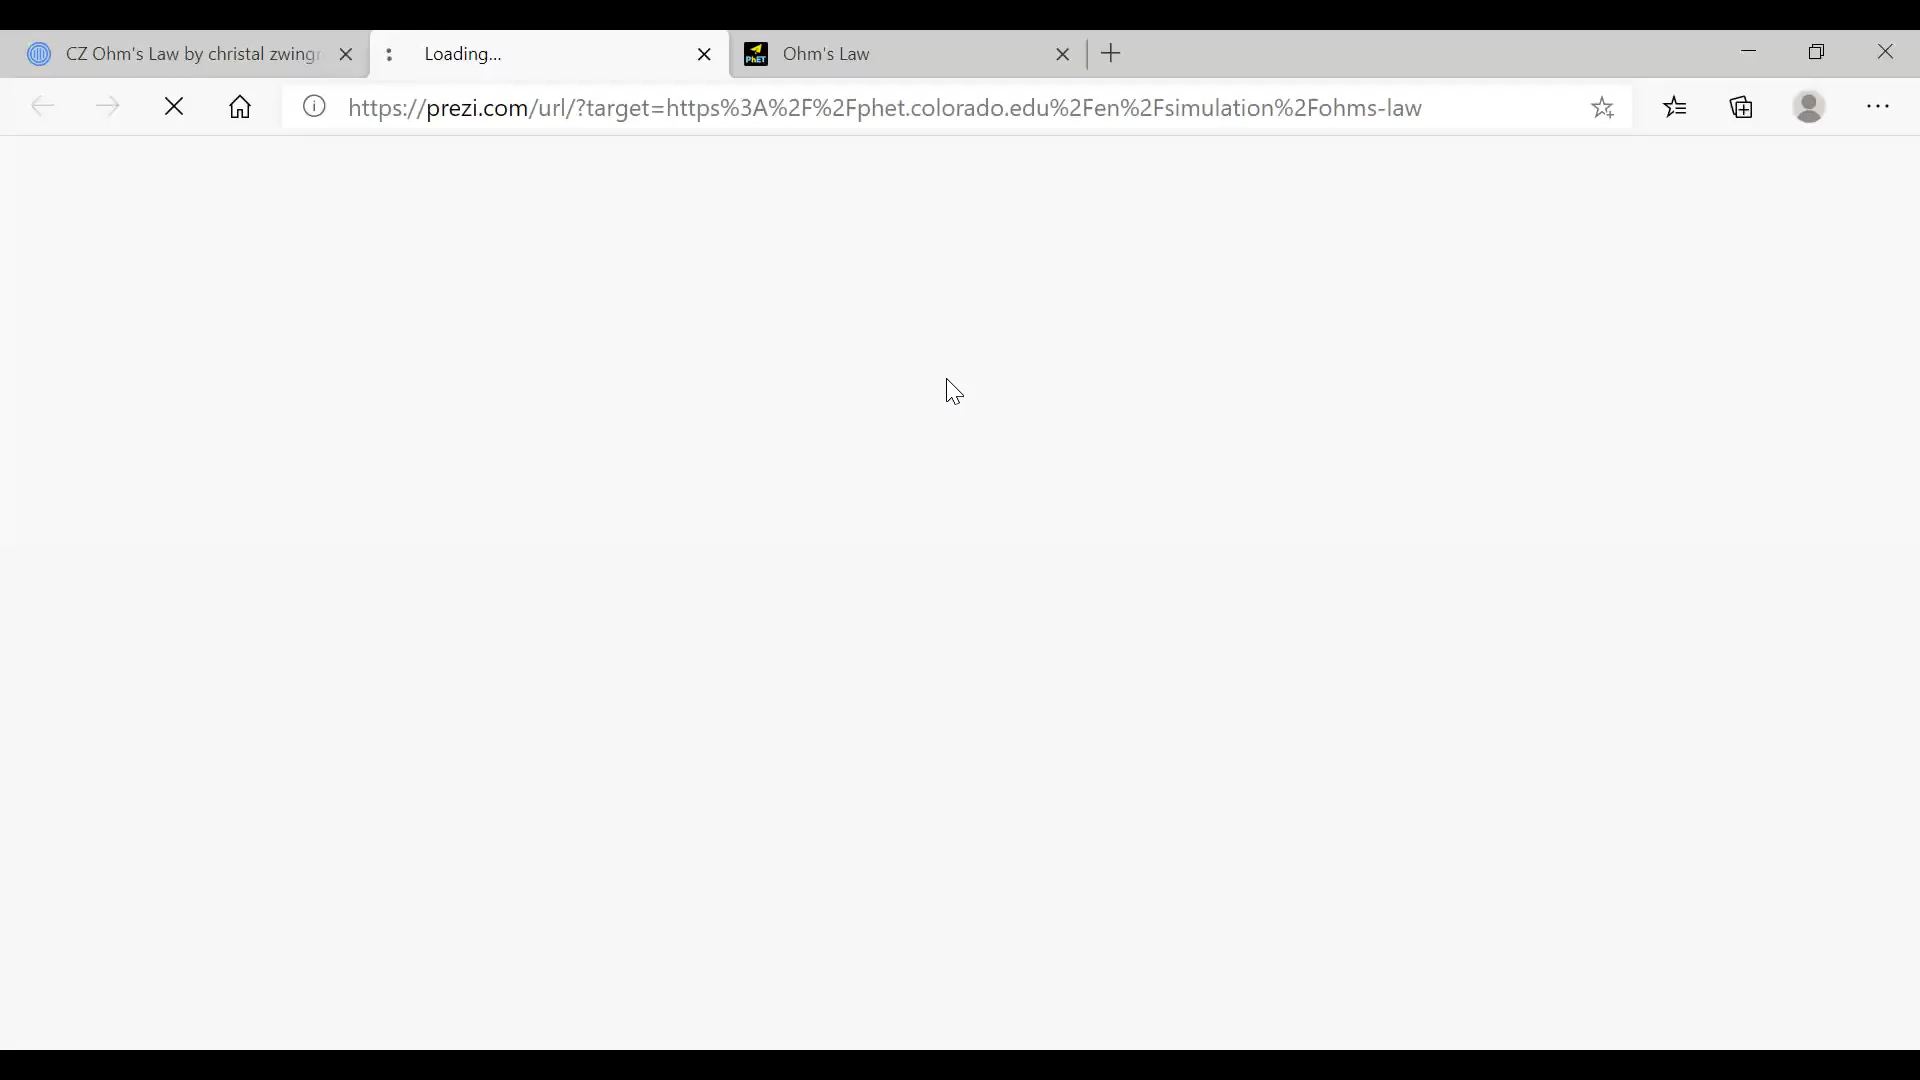 CZ Ohm's Law by christal zwing
Loading...
PhET
Ohm's Law
https://prezi.com/url/?target=https%3A%2F%2Fphet.colorado.edu%2Fen%2Fsimulation%2Fohms-law